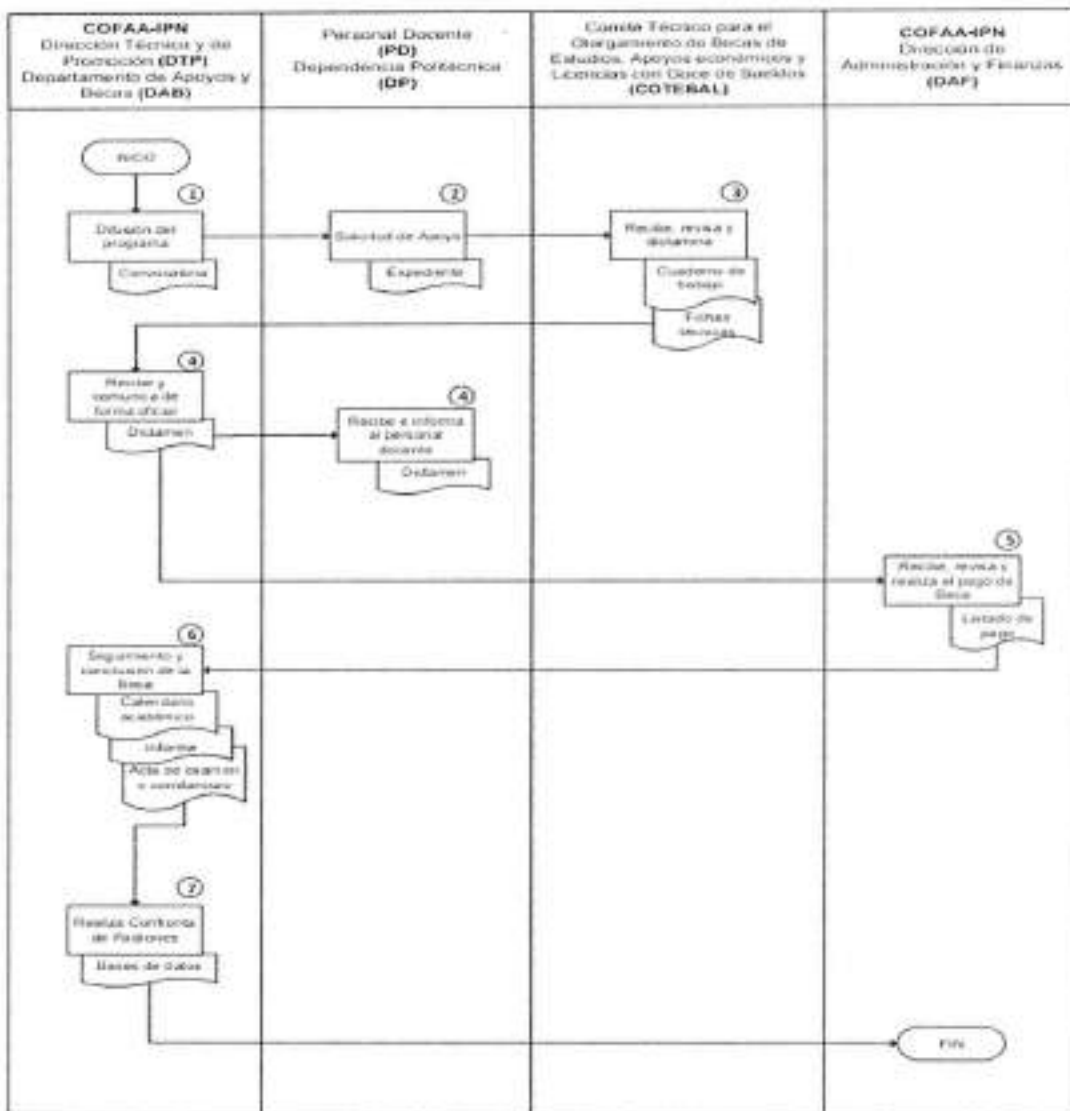 COFAA-IPN
Dirección Técnica y de
Promoción (DTP)
Departamento de Apoyos y
Becas (DAB)
Personal Docente
(PD)
Dependencia Politécnica
(DP)
Comité Técnico para el
Otorgamiento de Becas de
Estudios, Apoyos económicos y
Licencias con Goce de Sueldos
(COTEBAL)
COFAA-IPN
Dirección de
Administración y Finanzas
(DAF)
INICIO
1
Difusión del
programa
Convocatoria
2
Solicitud de Apoyo
Expediente
3
Recibe, revisa y
dictamina
Cuaderno de
trabajo
Fichas
técnicas
4
Recibe y
comunica de
forma oficial
Dictamen
4
Recibe e informa
al personal
docente
Dictamen
5
Recibe, revisa y
realiza el pago de
Beca
Listado de
pago
6
Seguimiento y
conclusión de la
Beca
Calendario
académico
Informe
Acta de examen
o constancia
7
Realiza Confronta
de Padrones
Bases de datos
FIN